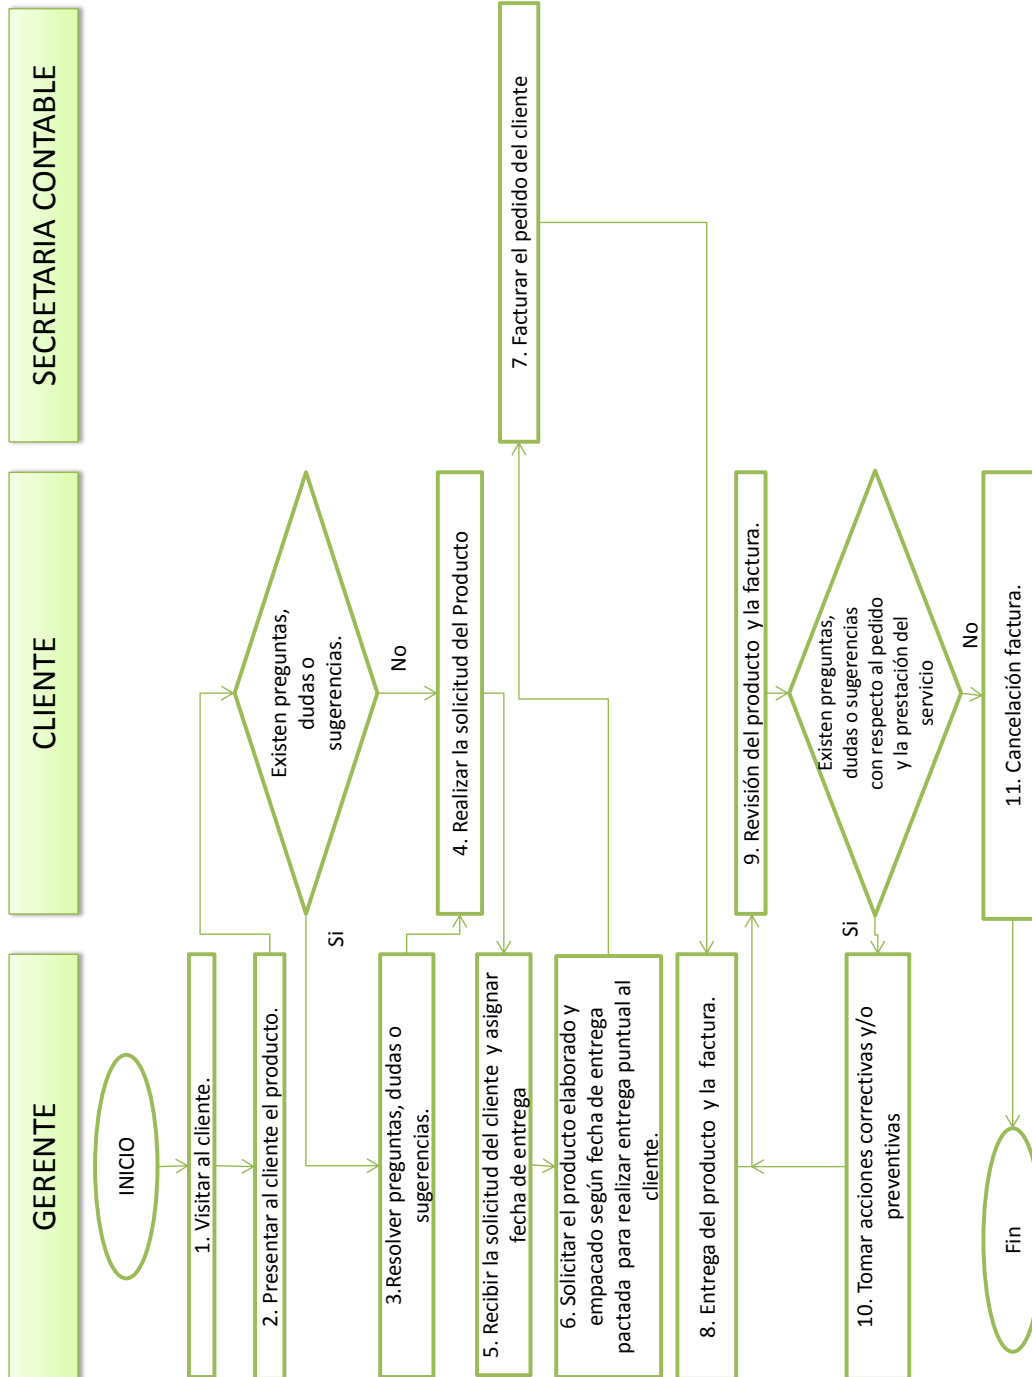 GERENTE
CLIENTE
SECRETARIA CONTABLE
INICIO
1. Visitar al cliente.
2. Presentar al cliente el producto.
Existen preguntas,
dudas o
sugerencias.
Si
No
3.Resolver preguntas, dudas o
sugerencias.
4. Realizar la solicitud del Producto
5. Recibir la solicitud del cliente y asignar
fecha de entrega
6. Solicitar el producto elaborado y
empacado según fecha de entrega
pactada para realizar entrega puntual al
cliente.
7. Facturar el pedido del cliente
8. Entrega del producto y la factura.
9. Revisión del producto y la factura.
Existen preguntas,
dudas o sugerencias
con respecto al pedido
y la prestación del
servicio
Si
No
10. Tomar acciones correctivas y/o
preventivas
11. Cancelación factura.
Fin